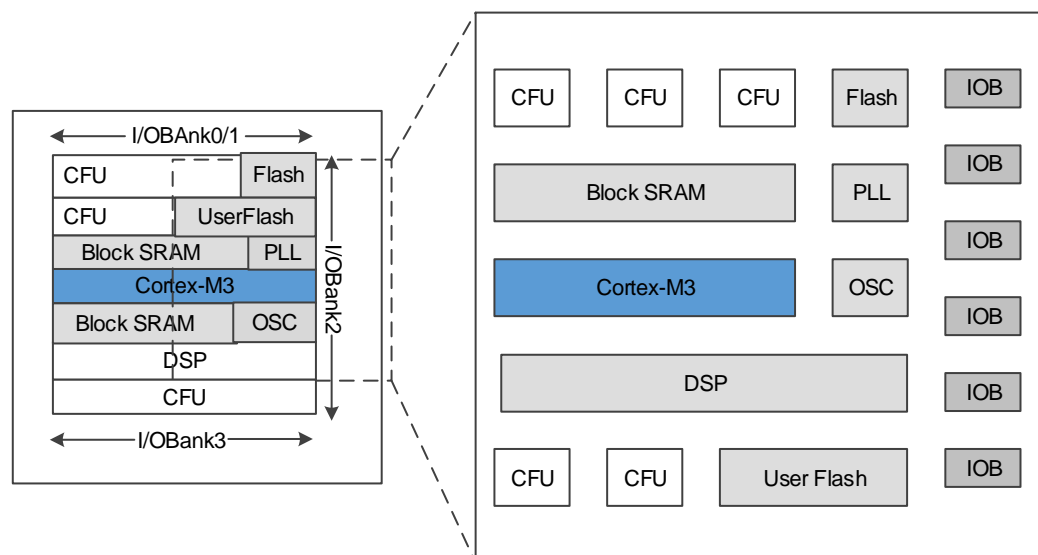 I/OBAnk0/1
CFU
Flash
CFU
UserFlash
Block SRAM
PLL
Cortex-M3
Block SRAM
OSC
DSP
CFU
I/OBank2
I/OBank3
CFU
CFU
CFU
Flash
IOB
Block SRAM
PLL
IOB
IOB
Cortex-M3
OSC
IOB
DSP
IOB
CFU
CFU
User Flash
IOB